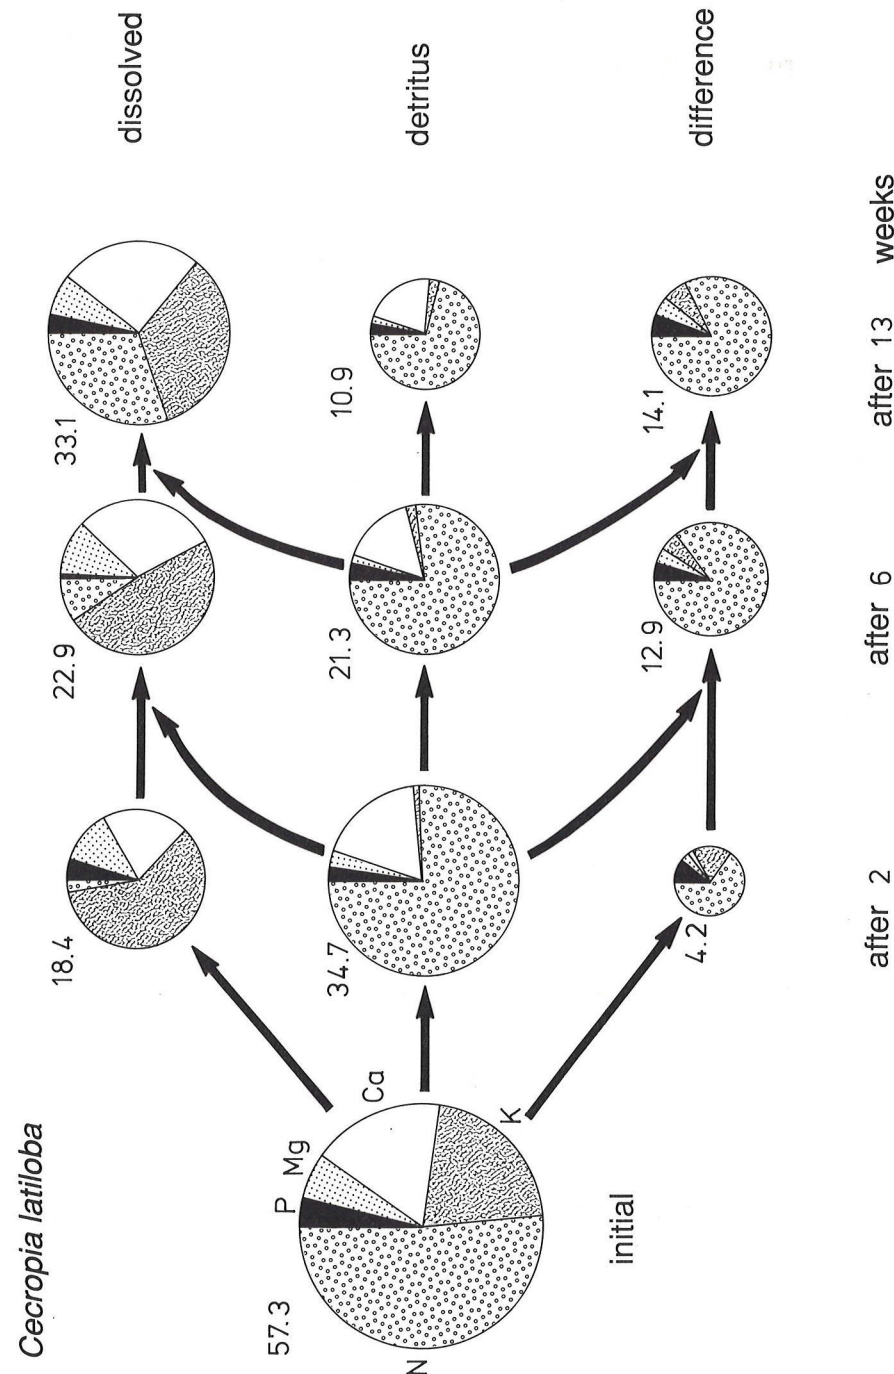 Cecropia latiloba
57.3
N
P
Mg
Ca
K
initial
18.4
22.9
33.1
dissolved
34.7
21.3
10.9
detritus
4.2
12.9
14.1
difference
after 2
after 6
after 13
weeks